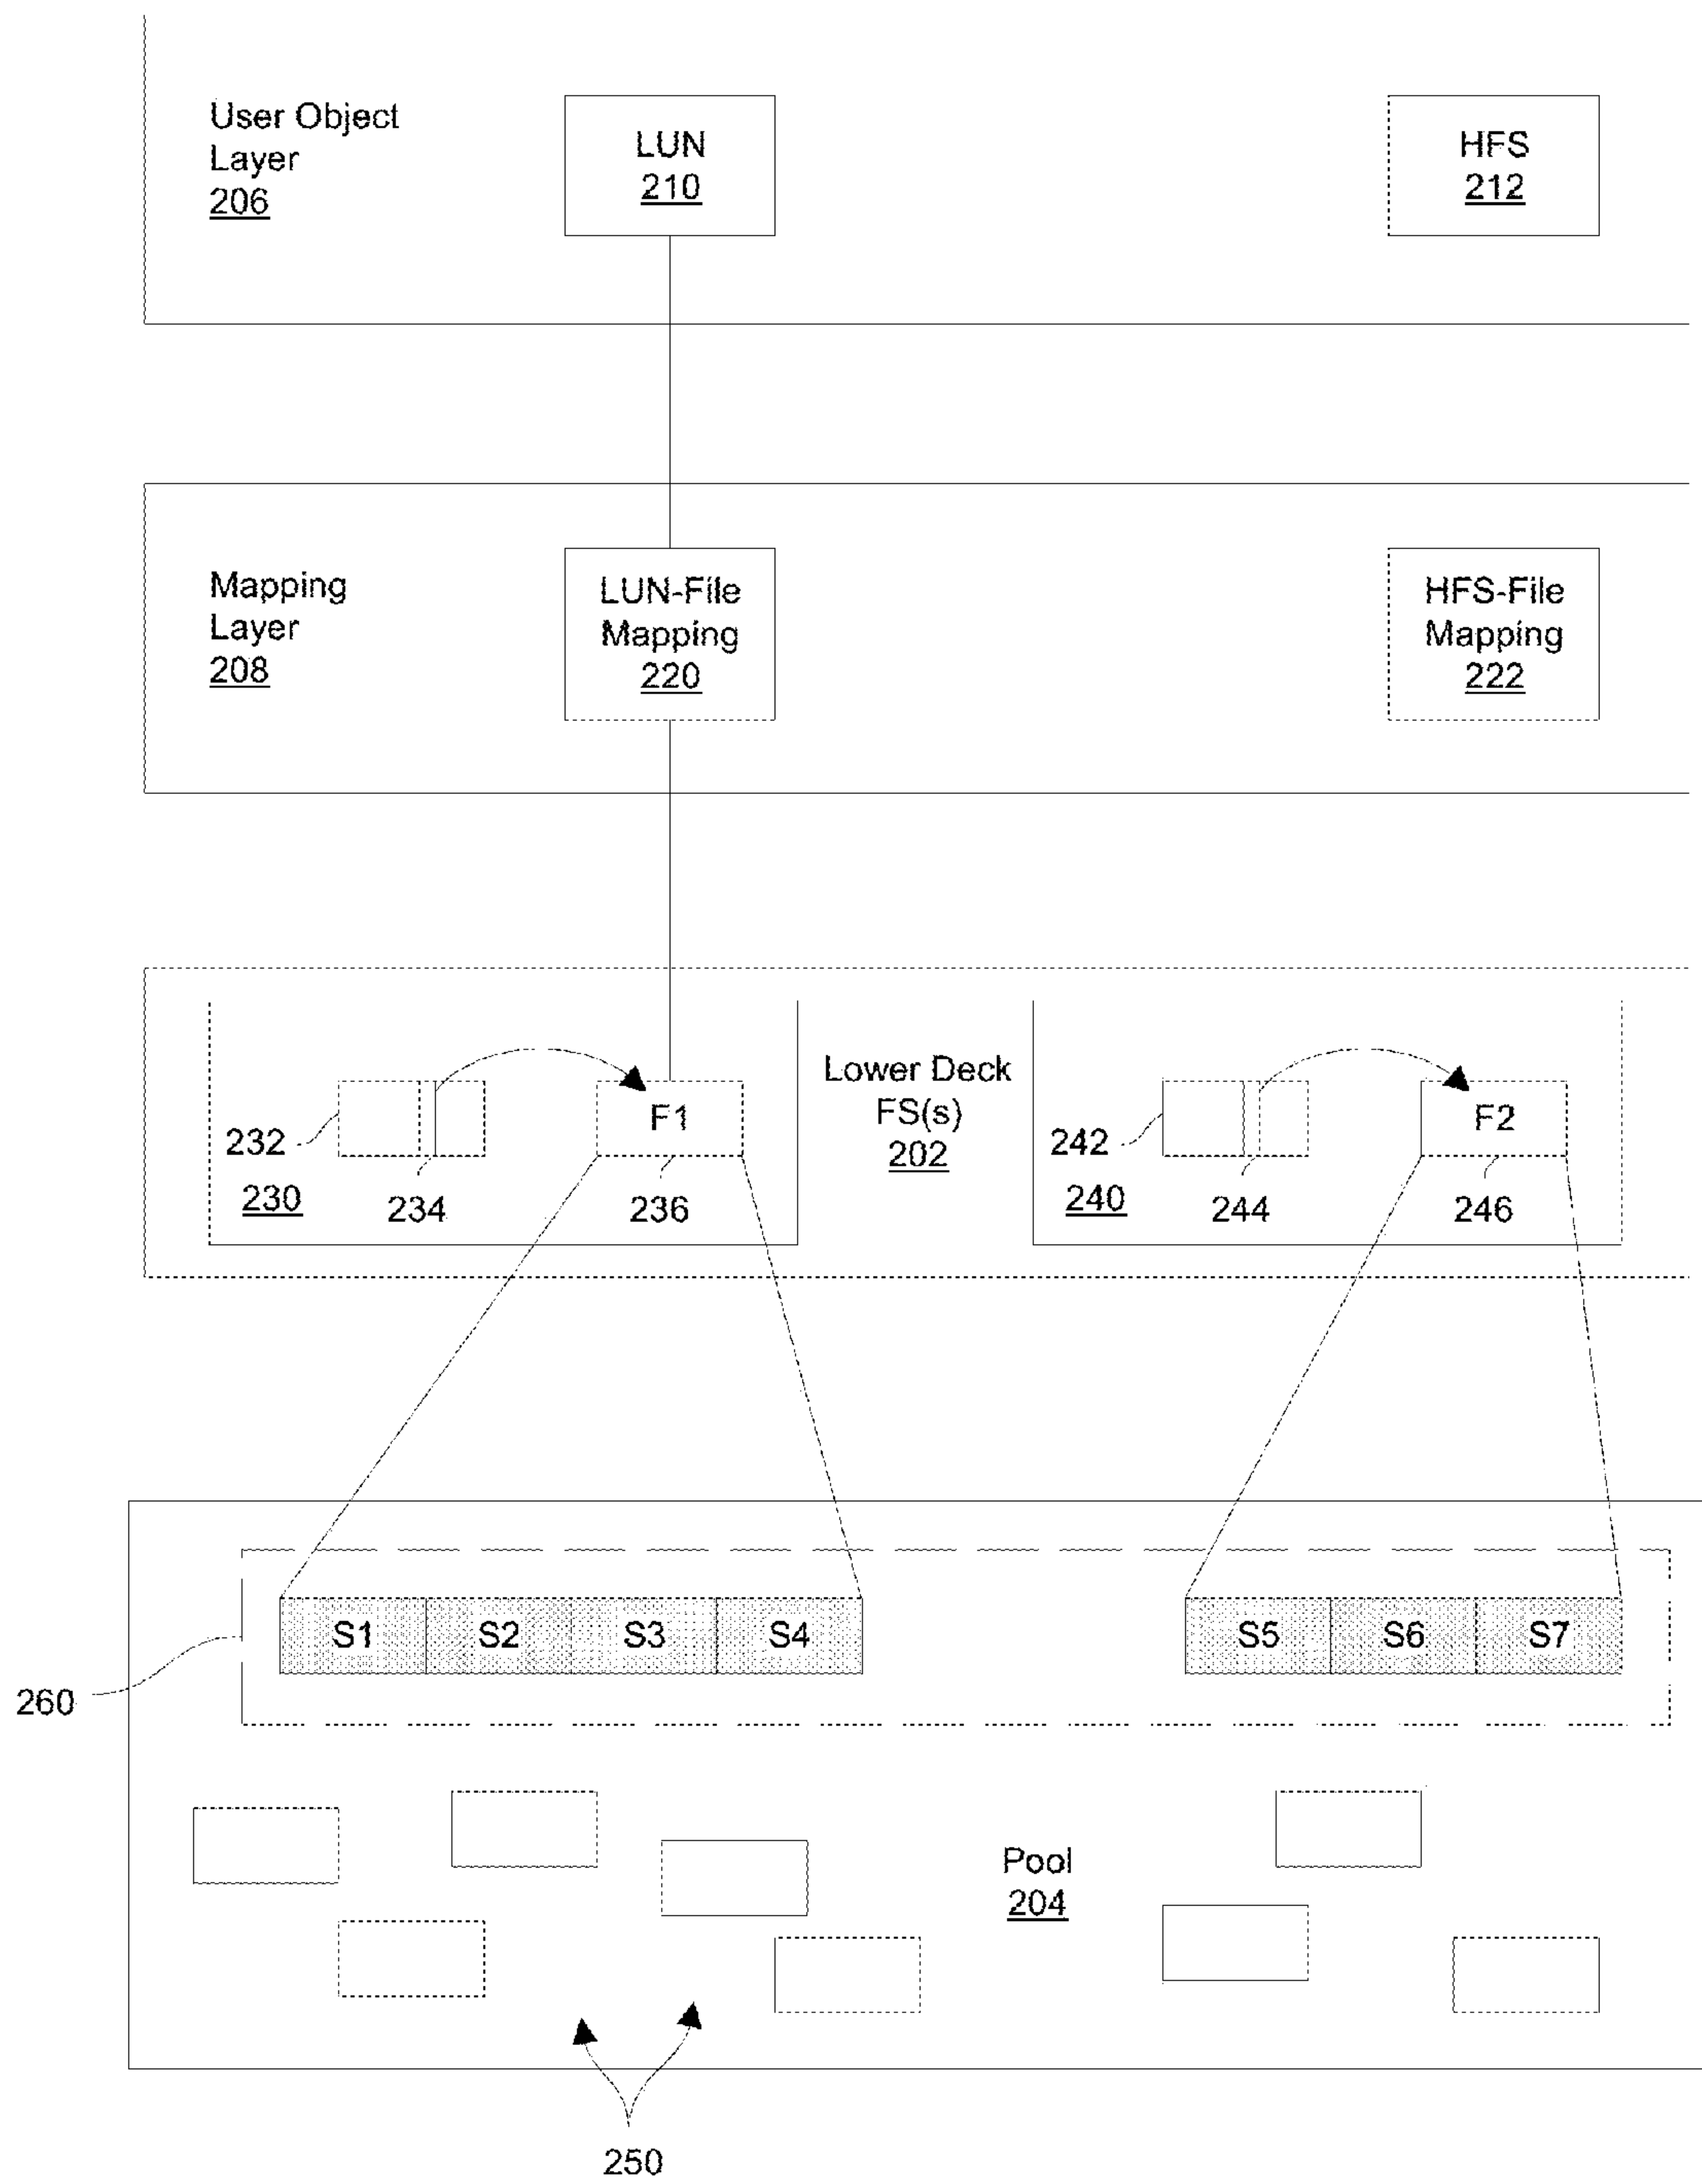 User Object
Layer
206
LUN
210
HFS
212
Mapping
Layer
208
LUN-File
Mapping
220
HFS-File
Mapping
222
Lower Deck
FS(s)
202
F1
232
230
234
236
F2
242
240
244
246
S1 S2 S3 S4
S5 S6 S7
260
Pool
204
250